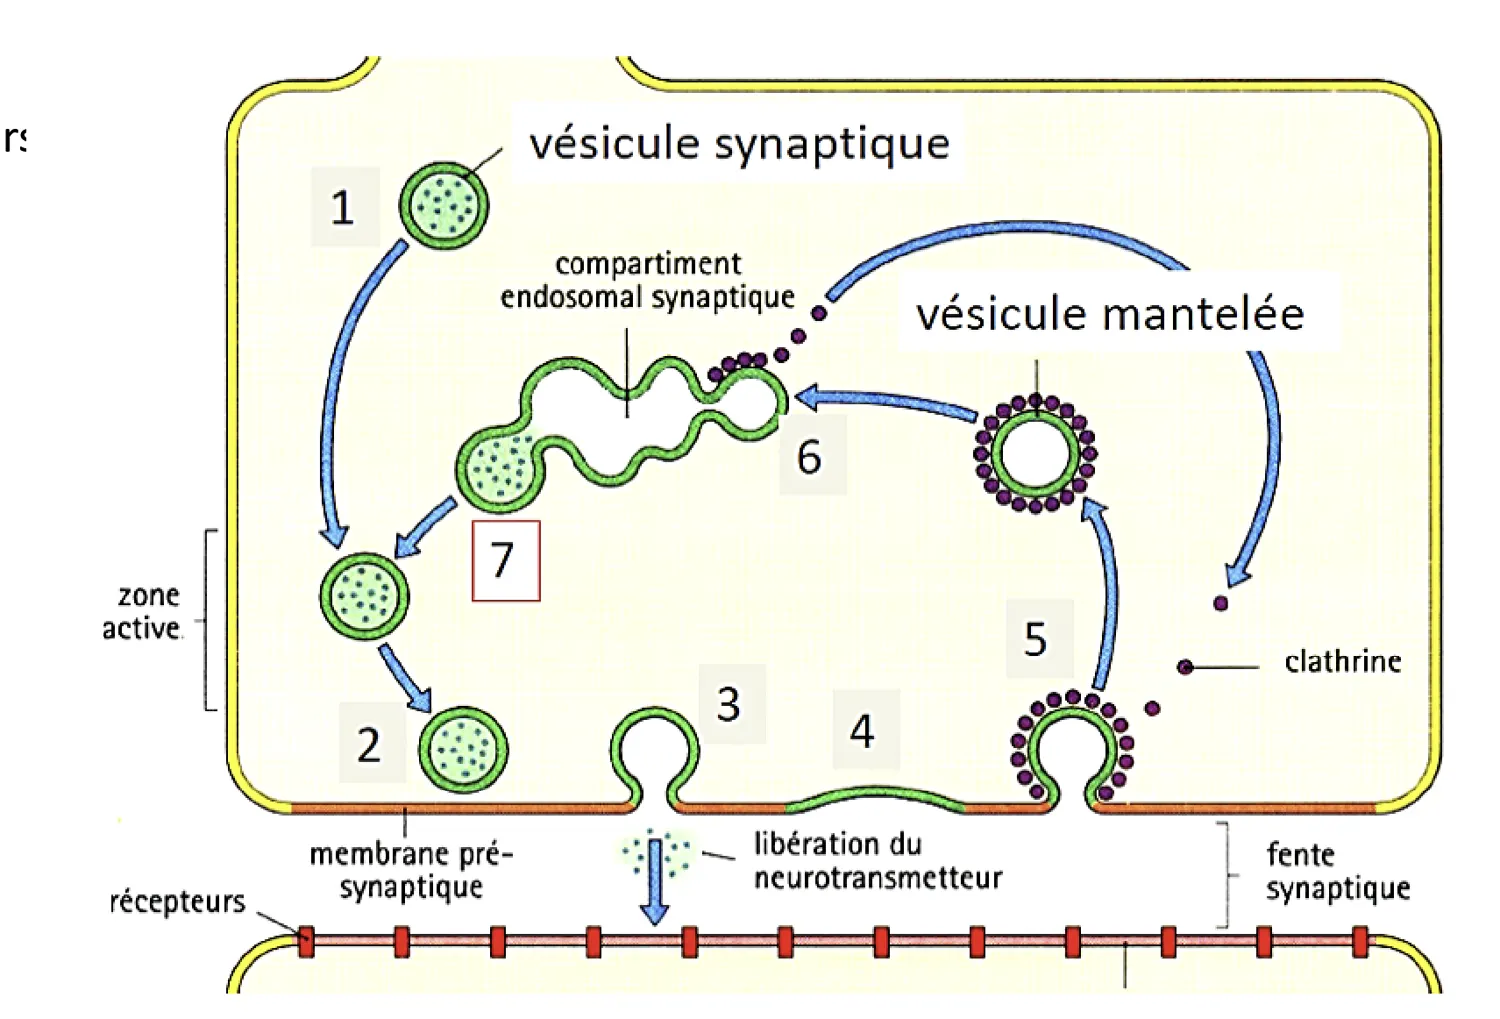 vésicule synaptique
1
compartiment
endosomal synaptique
vésicule mantelée
6
7
zone
active
5
clathrine
3
4
2
membrane pré-
synaptique
libération du
neurotransmetteur
fente
synaptique
récepteurs